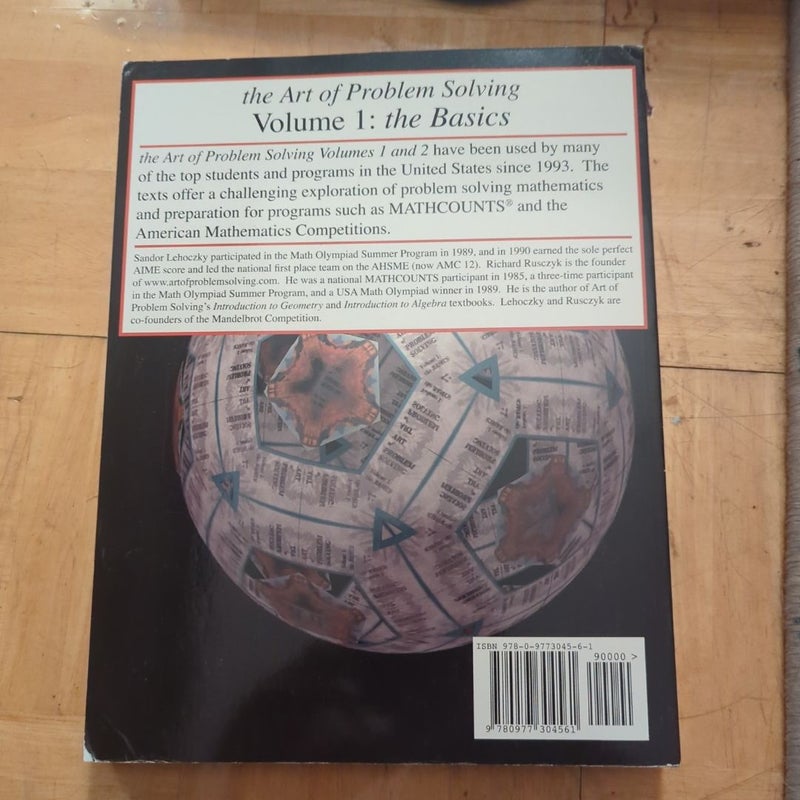 the Art of Problem Solving
Volume 1: the Basics
the Art of Problem Solving Volumes 1 and 2 have been used by many
of the top students and programs in the United States since 1993. The
texts offer a challenging exploration of problem solving mathematics
and preparation for programs such as MATHCOUNTS® and the
American Mathematics Competitions.
Sandor Lehoczky participated in the Math Olympiad Summer Program in 1989, and in 1990 earned the sole perfect
AIME score and led the national first place team on the AHSME (now AMC 12). Richard Rusczyk is the founder
of www.artofproblemsolving.com. He was a national MATHCOUNTS participant in 1985, a three-time participant
in the Math Olympiad Summer Program, and a USA Math Olympiad winner in 1989. He is the author of Art of
Problem Solving's Introduction to Geometry and Introduction to Algebra textbooks. Lehoczky and Rusczyk are
co-founders of the Mandelbrot Competition.
ISBN 978-0-9773045-6-1
90000 >
9 780977 304561